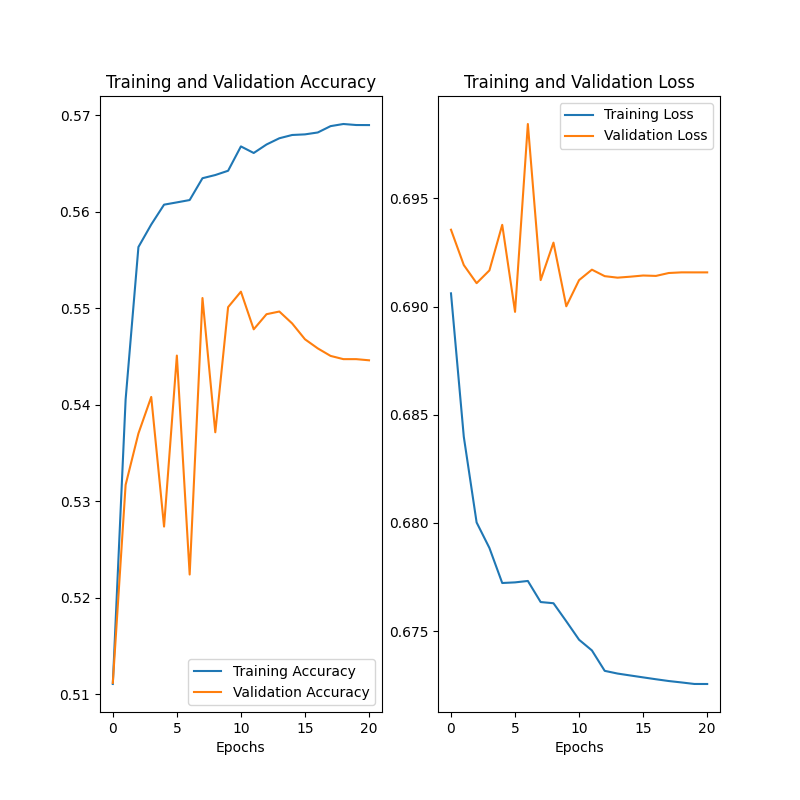 Training and Validation Accuracy
0.57
0.56
0.55
0.54
0.53
0.52
0.51
Training Accuracy
Validation Accuracy
0 5 10 15 20
Epochs
Training and Validation Loss
Training Loss
Validation Loss
0.695
0.690
0.685
0.680
0.675
0 5 10 15 20
Epochs